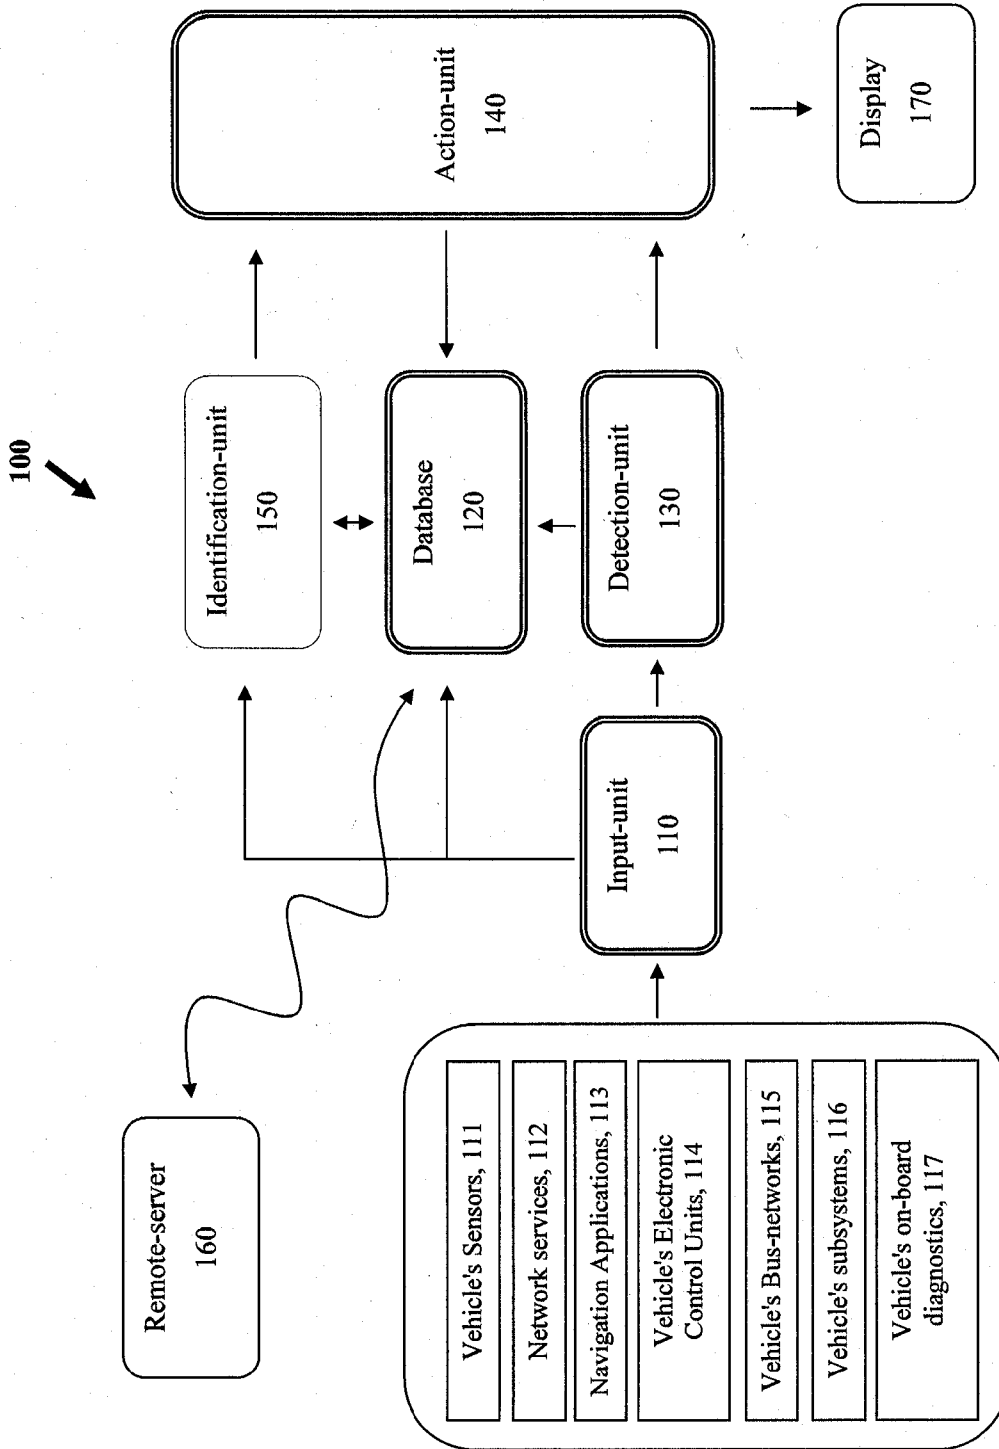 100
Remote-server
160
Vehicle's Sensors, 111
Network services, 112
Navigation Applications, 113
Vehicle's Electronic
Control Units, 114
Vehicle's Bus-networks, 115
Vehicle's subsystems, 116
Vehicle's on-board
diagnostics, 117
Input-unit
110
Identification-unit
150
Database
120
Detection-unit
130
Action-unit
140
Display
170